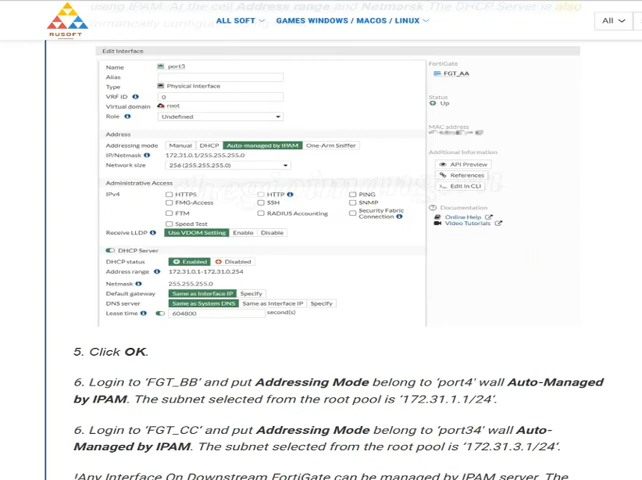 using IPAM. At the cell Address range and Netmarsk The DHCP Server is also
RUSOFT
ALL SOFT
GAMES WINDOWS / MACOS / LINUX
All
Edit Interface
Name port3
Alias
Type Physical Interface
VRF ID 0
Virtual domain root
Role Undefined
Address
Addressing mode Manual DHCP Auto-managed by IPAM One-Arm Sniffer
IP/Netmask 172.31.0.1/255.255.255.0
Network size 256 (255.255.255.0)
Administrative Access
IPv4 HTTPS HTTP PING
FMG-Access SSH SNMP
FTM RADIUS Accounting Security Fabric Connection
Speed Test
Receive LLDP Use VDOM Setting Enable Disable
DHCP Server
DHCP status Enabled Disabled
Address range 172.31.0.1-172.31.0.254
Netmask 255.255.255.0
Default gateway Same as Interface IP Specify
DNS server Same as System DNS Same as Interface IP Specify
Lease time 604800 second(s)
FortiGate
FGT_AA
Status
Up
MAC address
Additional Information
API Preview
References
Edit in CLI
Documentation
Online Help
Video Tutorials
5. Click OK.
6. Login to 'FGT_BB' and put Addressing Mode belong to 'port4' wall Auto-Managed
by IPAM. The subnet selected from the root pool is '172.31.1.1/24'.
6. Login to 'FGT_CC' and put Addressing Mode belong to 'port34' wall Auto-
Managed by IPAM. The subnet selected from the root pool is '172.31.3.1/24'.
!Any Interface On Downstream FortiGate can be managed by IPAM server. The